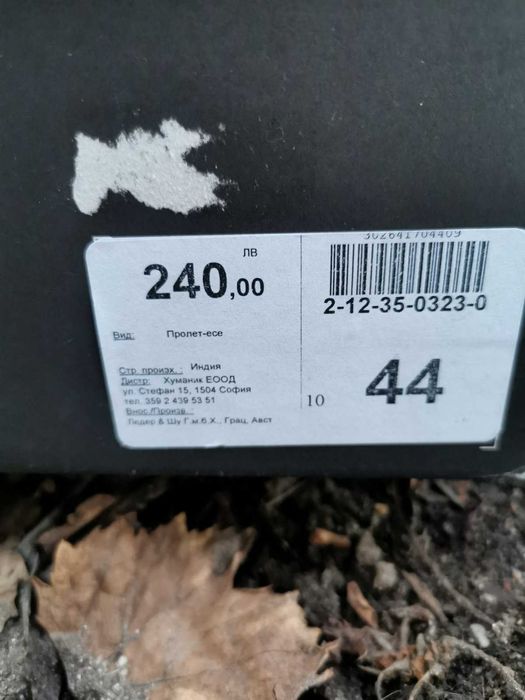 ЛВ
240,00
Вид: Пролет-есе
Стр. произх. : Индия
Дистр: Хуманик ЕООД
ул. Стефан 15, 1504 София
тел. 359 2 439 53 51
Внос./Произв. :
Лидер & Шу Г.м.б.Х., Грац, Авст
302641704409
2-12-35-0323-0
10
44